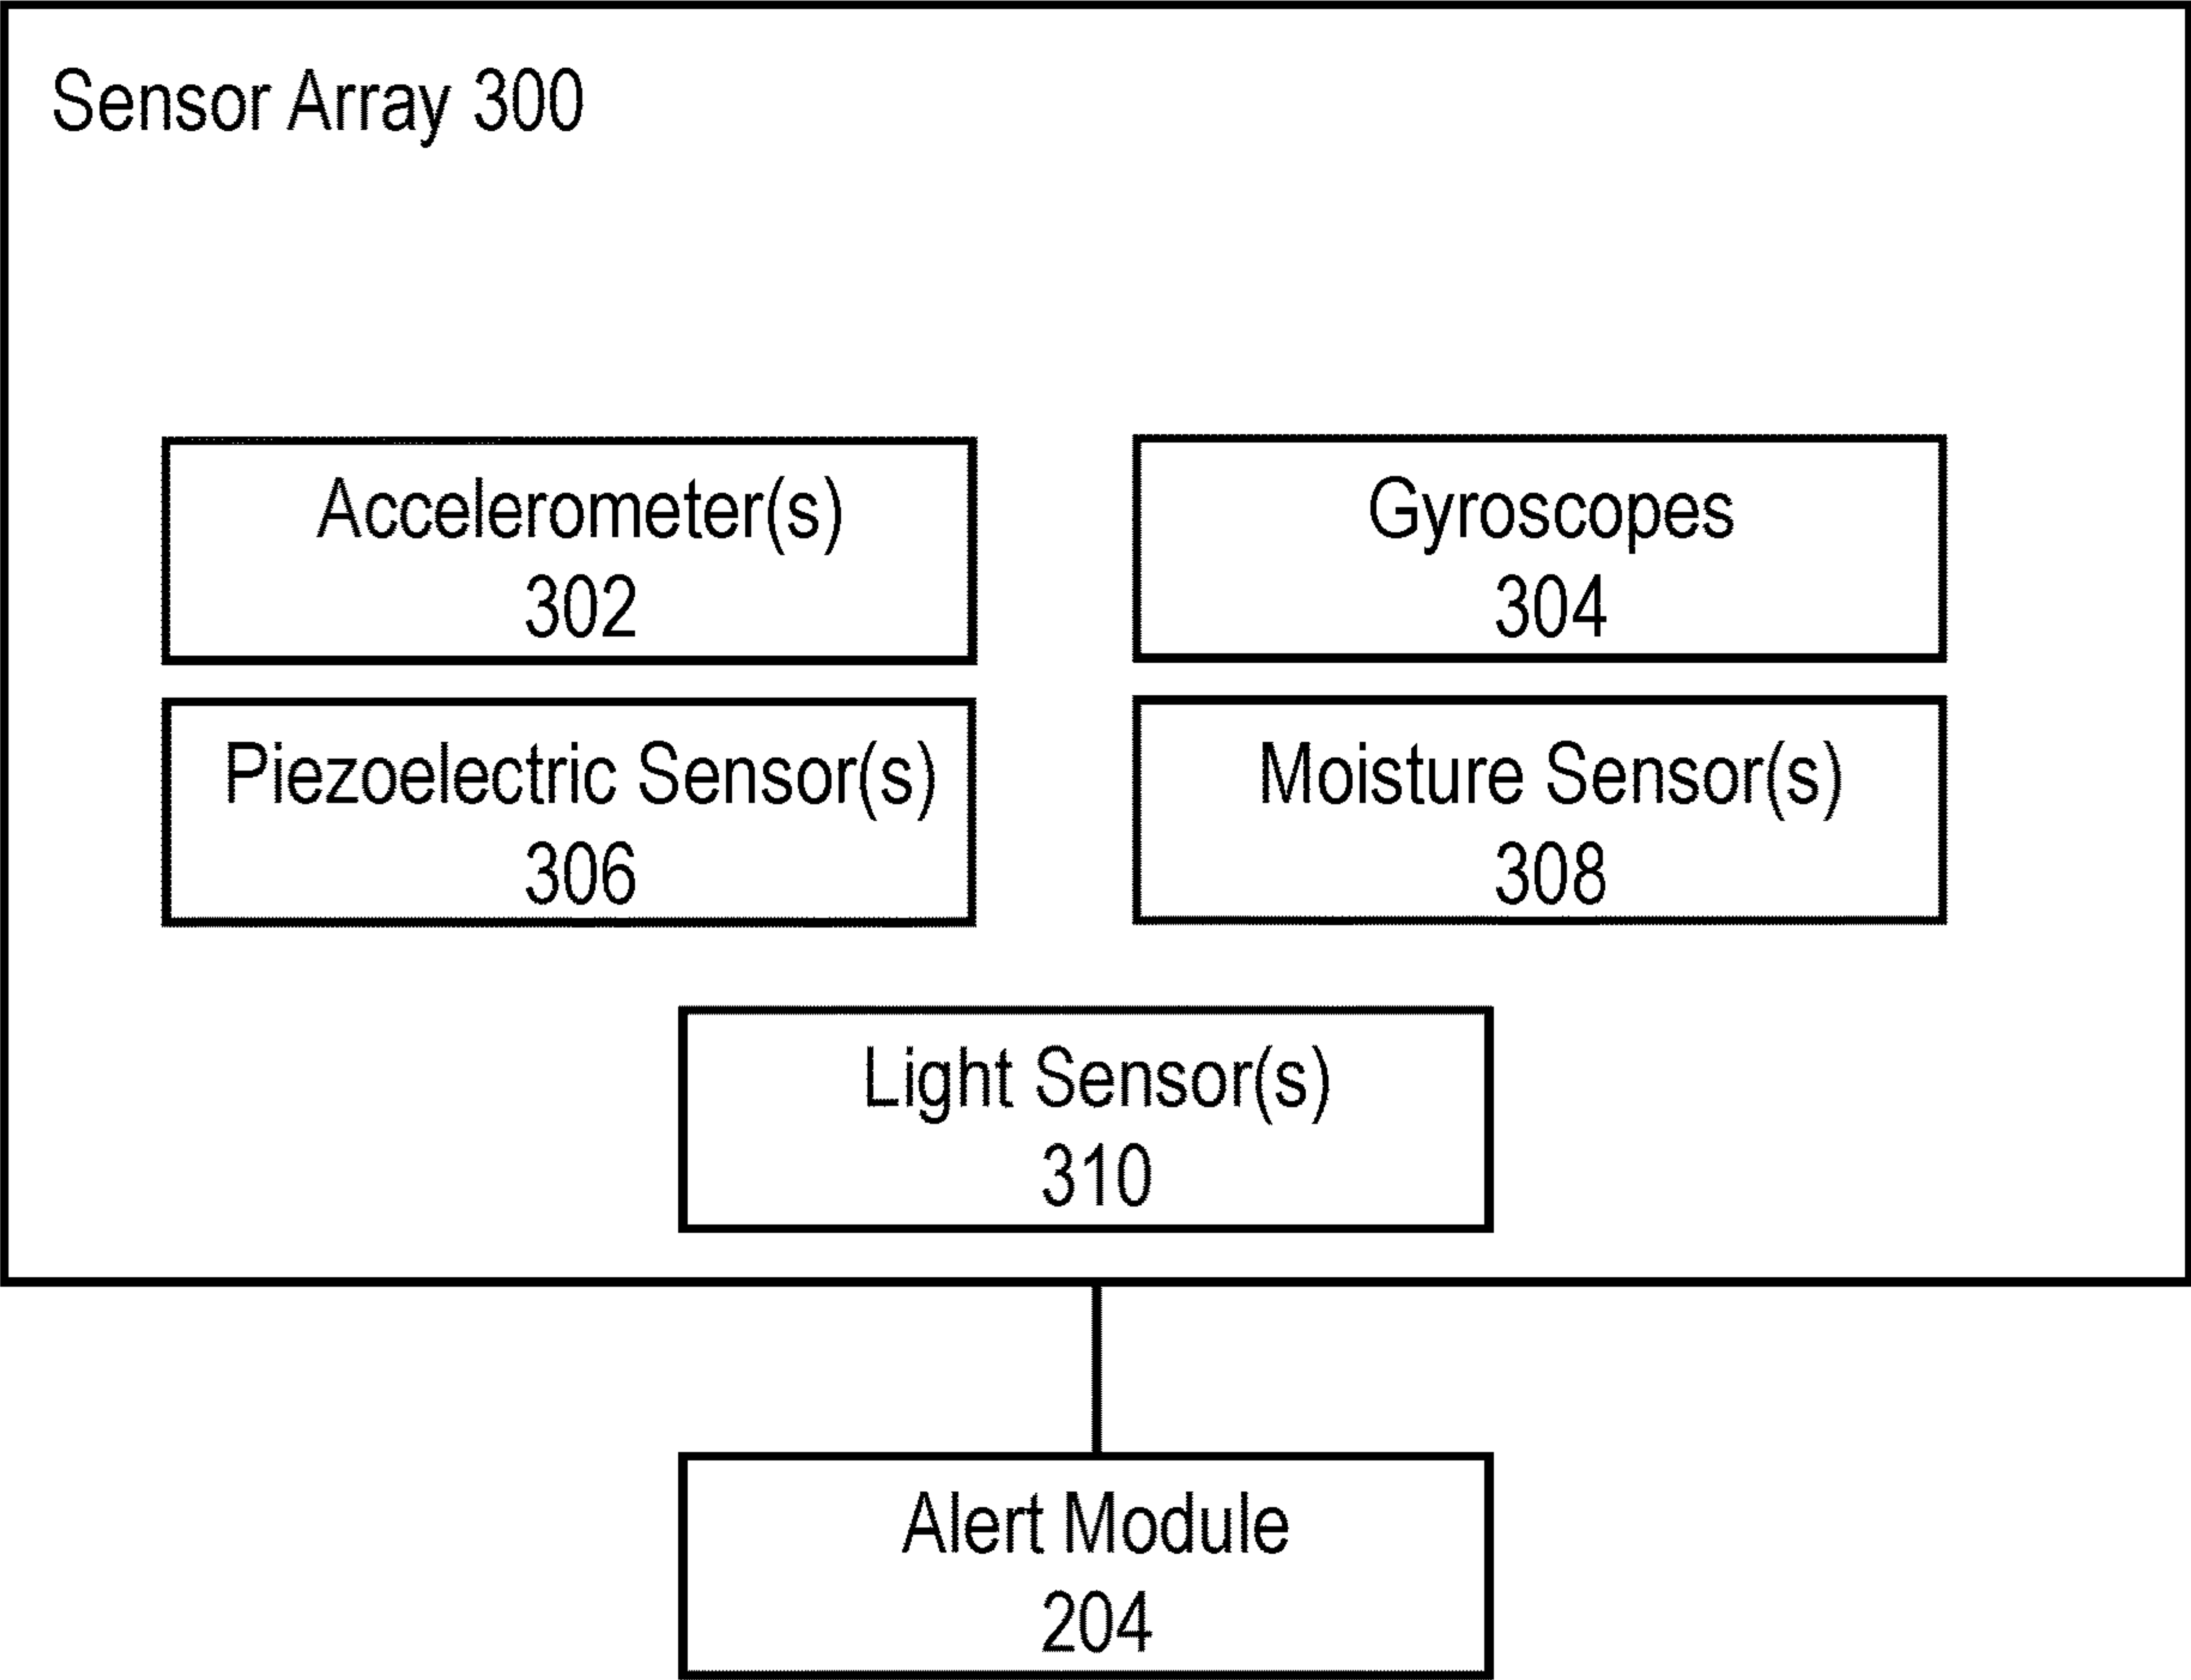 Sensor Array 300
Accelerometer(s)
302
Gyroscopes
304
Piezoelectric Sensor(s)
306
Moisture Sensor(s)
308
Light Sensor(s)
310
Alert Module
204